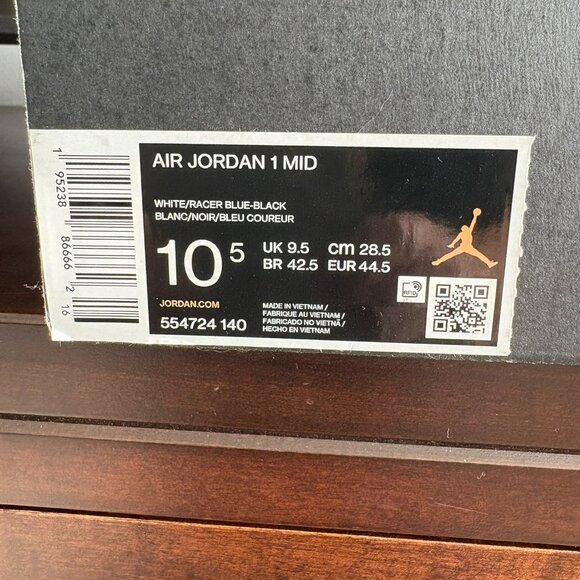 AIR JORDAN 1 MID
WHITE/RACER BLUE-BLACK
BLANC/NOIR/BLEU COUREUR
10 5
UK 9.5 CM 28.5
BR 42.5 EUR 44.5
JORDAN.COM
554724 140
MADE IN VIETNAM /
FABRIQUE AU VIETNAM /
FABRICADO NO VIETNÃ /
HECHO EN VIETNAM
RFID
1 95238 86666 2 16